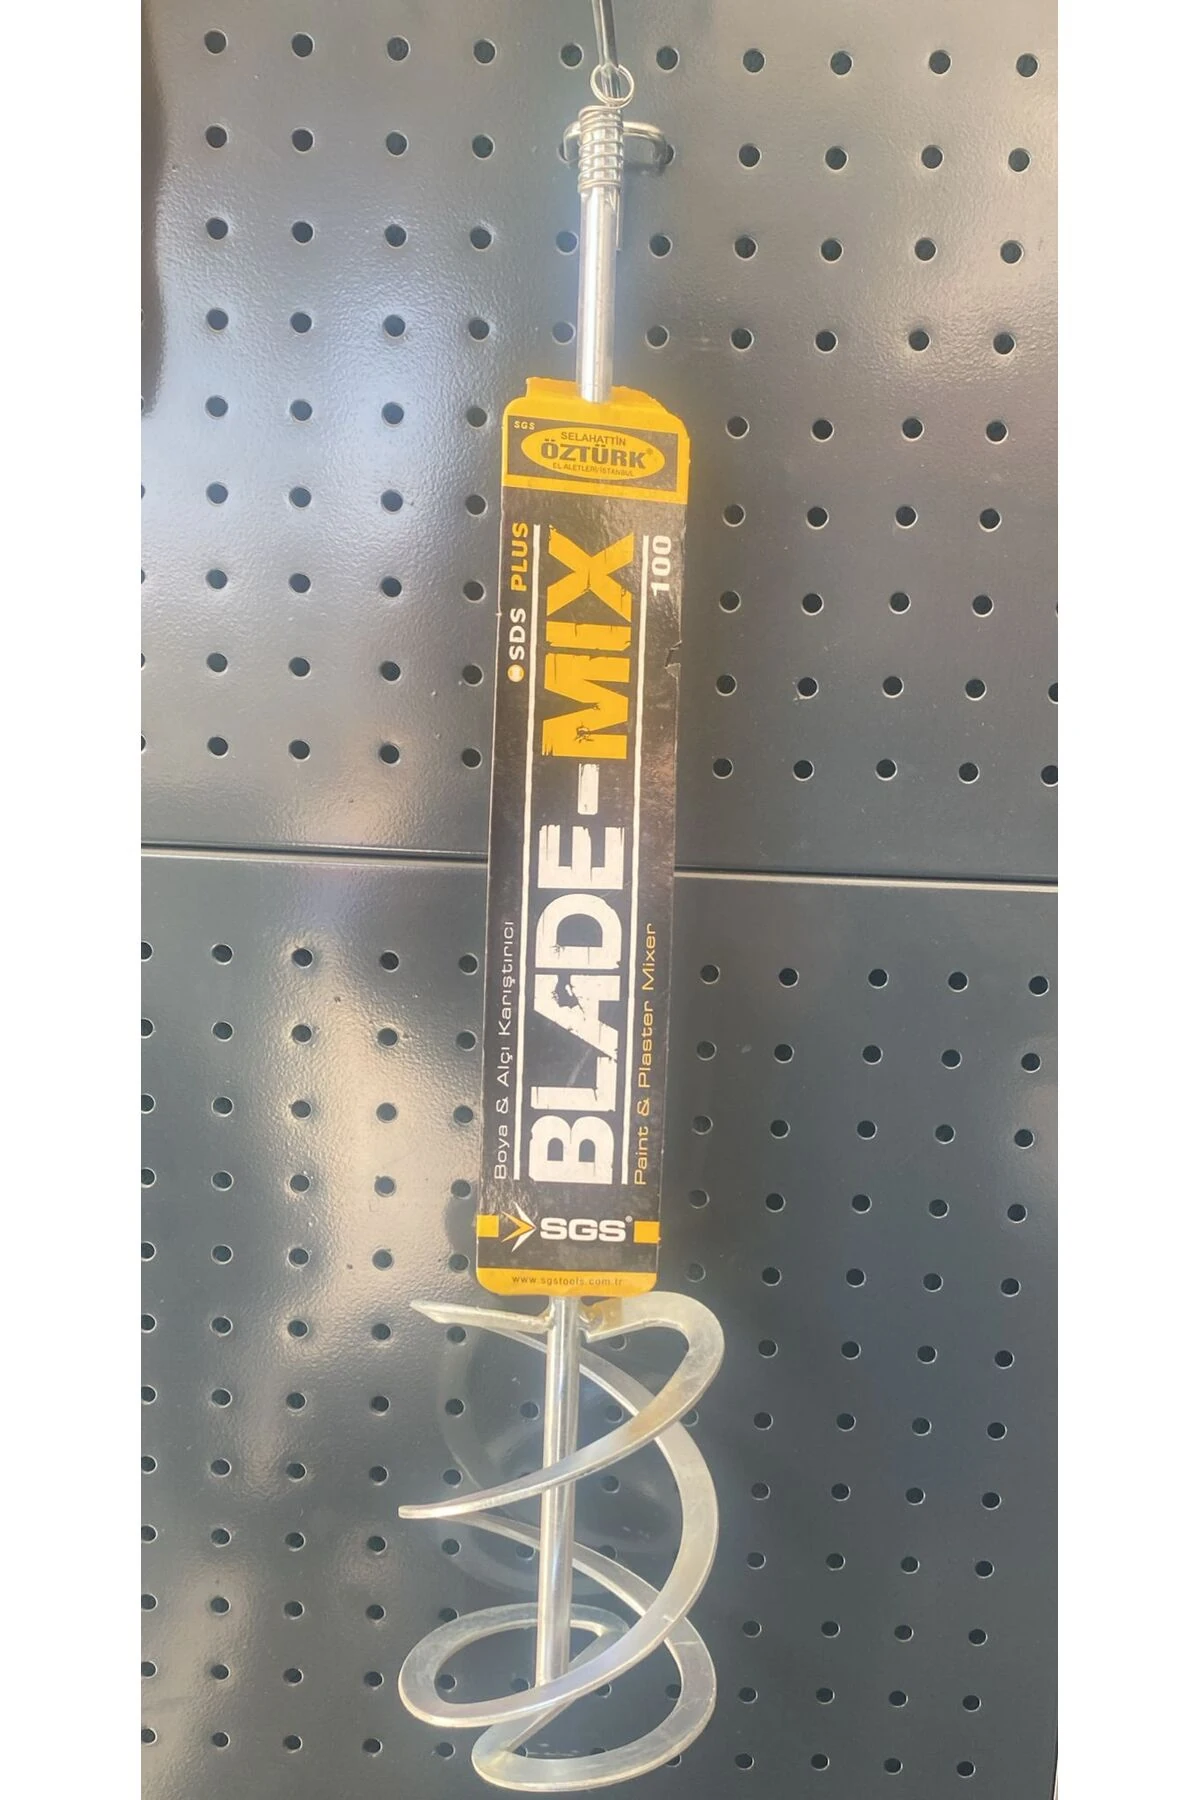 SGS
SELAHATTİN
ÖZTÜRK®
EL ALETLERİ/İSTANBUL
SDS PLUS
BLADE-MIX
100
Boya & Alçı Karıştırıcı
Paint & Plaster Mixer
SGS®
www.sgstools.com.tr